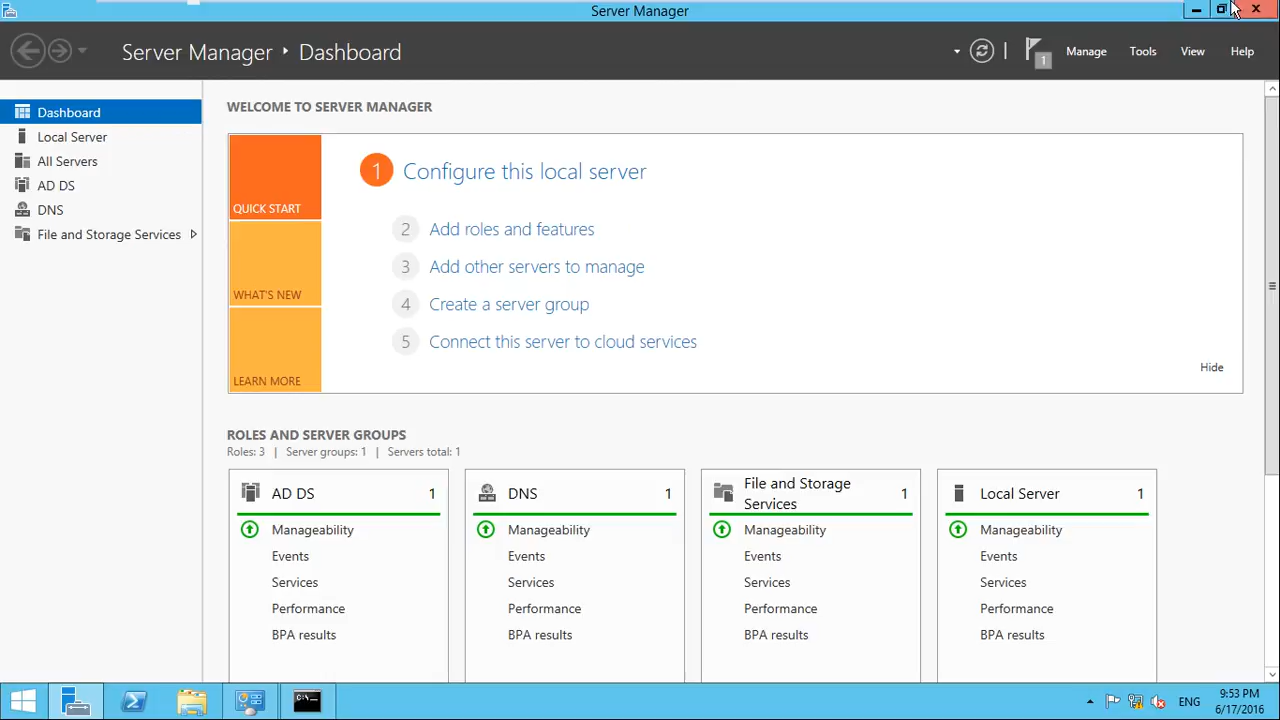 Server Manager
Server Manager Dashboard
1
Manage
Tools
View
Help
Dashboard
Local Server
All Servers
AD DS
DNS
File and Storage Services
WELCOME TO SERVER MANAGER
QUICK START
WHAT'S NEW
LEARN MORE
1 Configure this local server
2 Add roles and features
3 Add other servers to manage
4 Create a server group
5 Connect this server to cloud services
Hide
ROLES AND SERVER GROUPS
Roles: 3 | Server groups: 1 | Servers total: 1
AD DS 1
Manageability
Events
Services
Performance
BPA results
DNS 1
Manageability
Events
Services
Performance
BPA results
File and Storage
Services 1
Manageability
Events
Services
Performance
BPA results
Local Server 1
Manageability
Events
Services
Performance
BPA results
C:\
ENG
9:53 PM
6/17/2016